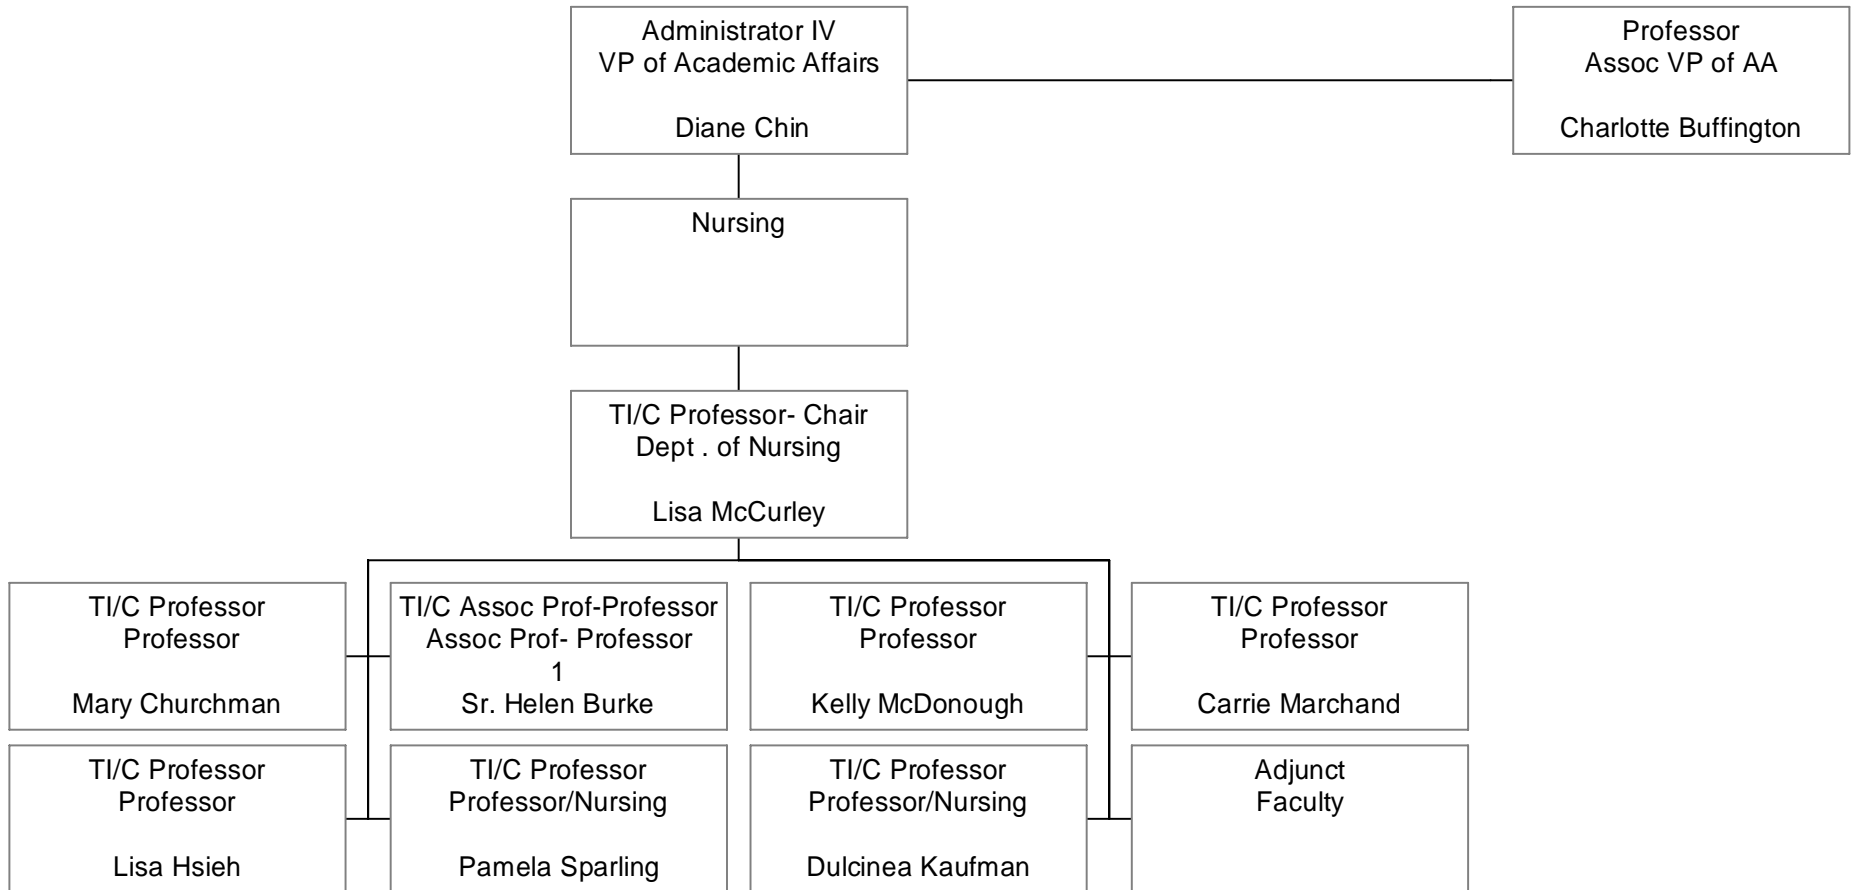 Administrator IV
VP of Academic Affairs
Diane Chin
Professor
Assoc VP of AA
Charlotte Buffington
Nursing
TI/C Professor- Chair
Dept . of Nursing
Lisa McCurley
TI/C Professor
Professor
Mary Churchman
TI/C Assoc Prof-Professor
Assoc Prof- Professor
1
Sr. Helen Burke
TI/C Professor
Professor
Kelly McDonough
TI/C Professor
Professor
Carrie Marchand
TI/C Professor
Professor
Lisa Hsieh
TI/C Professor
Professor/Nursing
Pamela Sparling
TI/C Professor
Professor/Nursing
Dulcinea Kaufman
Adjunct
Faculty